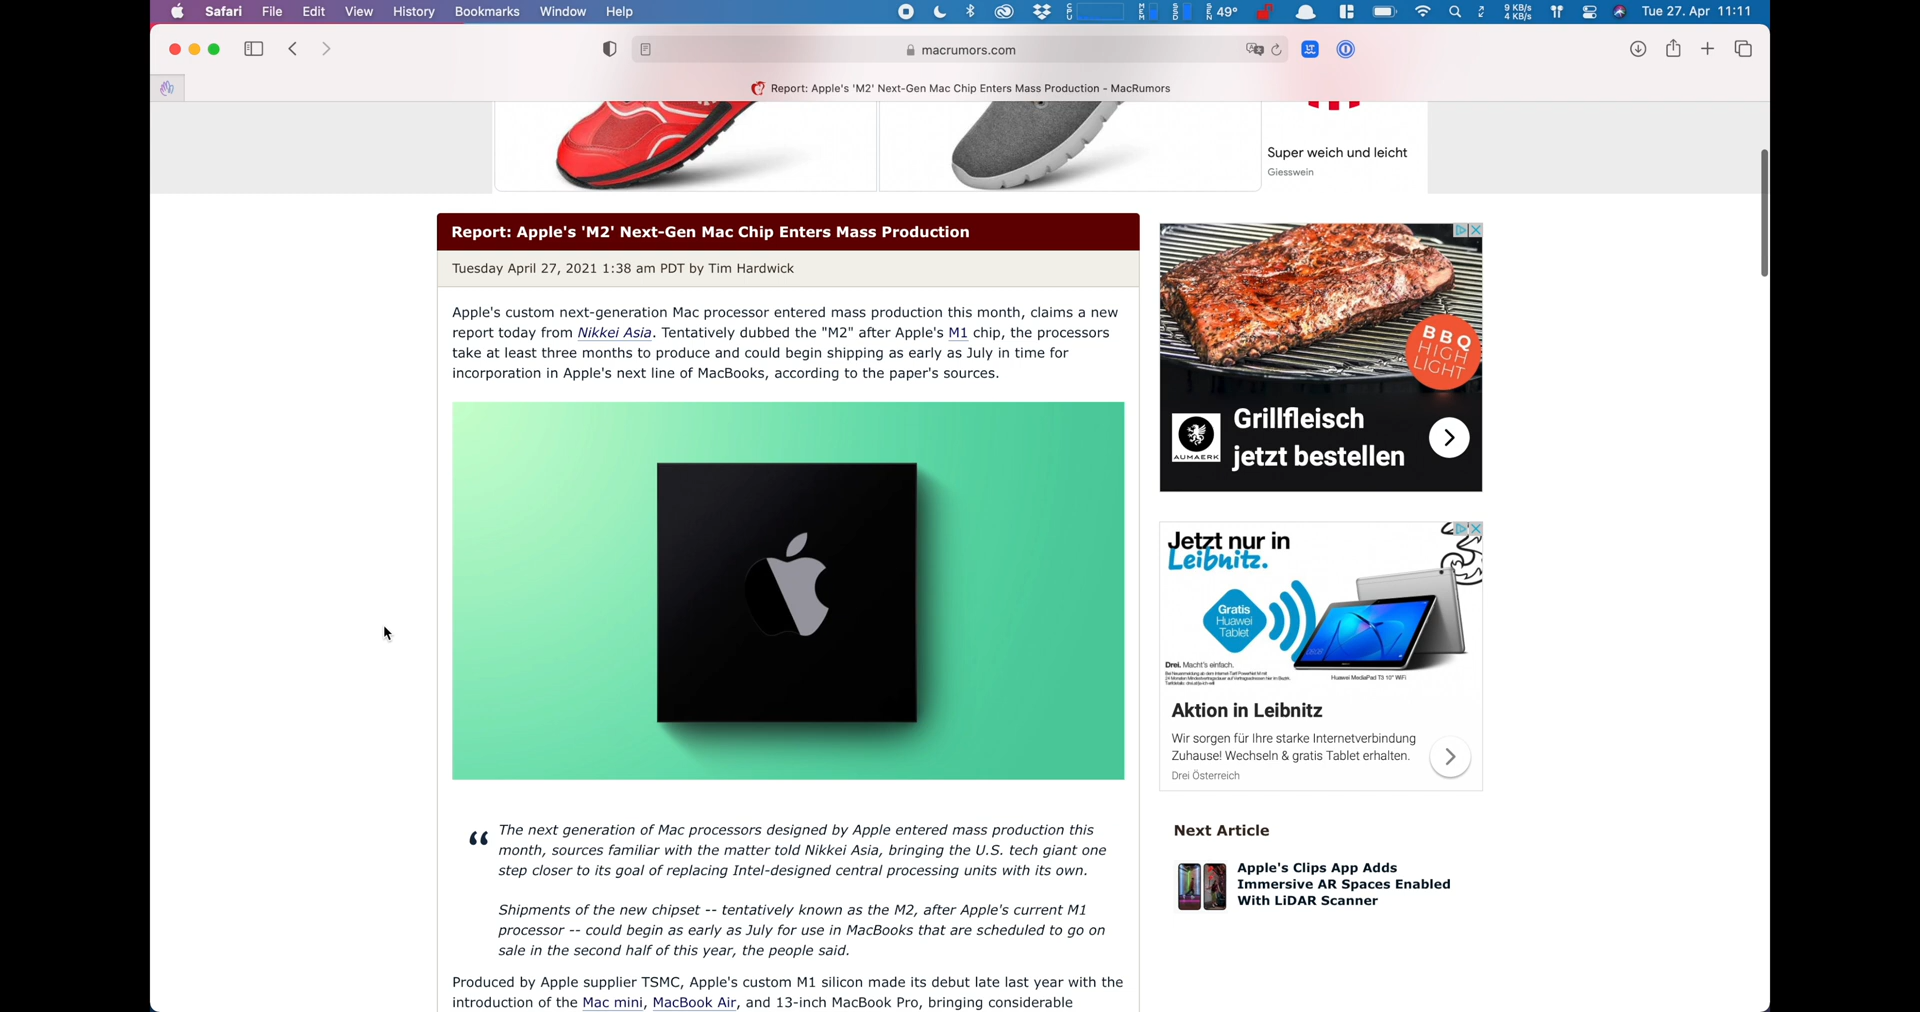 Safari File Edit View History Bookmarks Window Help
49° 9 KB/s 4 KB/s Tue 27. Apr 11:11
macrumors.com
Report: Apple's 'M2' Next-Gen Mac Chip Enters Mass Production - MacRumors
Super weich und leicht
Giesswein
Report: Apple's 'M2' Next-Gen Mac Chip Enters Mass Production
Tuesday April 27, 2021 1:38 am PDT by Tim Hardwick
Apple's custom next-generation Mac processor entered mass production this month, claims a new
report today from Nikkei Asia. Tentatively dubbed the "M2" after Apple's M1 chip, the processors
take at least three months to produce and could begin shipping as early as July in time for
incorporation in Apple's next line of MacBooks, according to the paper's sources.
“ The next generation of Mac processors designed by Apple entered mass production this
month, sources familiar with the matter told Nikkei Asia, bringing the U.S. tech giant one
step closer to its goal of replacing Intel-designed central processing units with its own.
Shipments of the new chipset -- tentatively known as the M2, after Apple's current M1
processor -- could begin as early as July for use in MacBooks that are scheduled to go on
sale in the second half of this year, the people said.
Produced by Apple supplier TSMC, Apple's custom M1 silicon made its debut late last year with the
introduction of the Mac mini, MacBook Air, and 13-inch MacBook Pro, bringing considerable
BBQ
HIGH
LIGHT
AUMAERK
Grillfleisch
jetzt bestellen
Jetzt nur in
Leibnitz.
Gratis
Huawei
Tablet
Drei. Macht's einfach.
Huawei MediaPad T3 10" WiFi
Aktion in Leibnitz
Wir sorgen für Ihre starke Internetverbindung
Zuhause! Wechseln & gratis Tablet erhalten.
Drei Österreich
Next Article
Apple's Clips App Adds
Immersive AR Spaces Enabled
With LiDAR Scanner